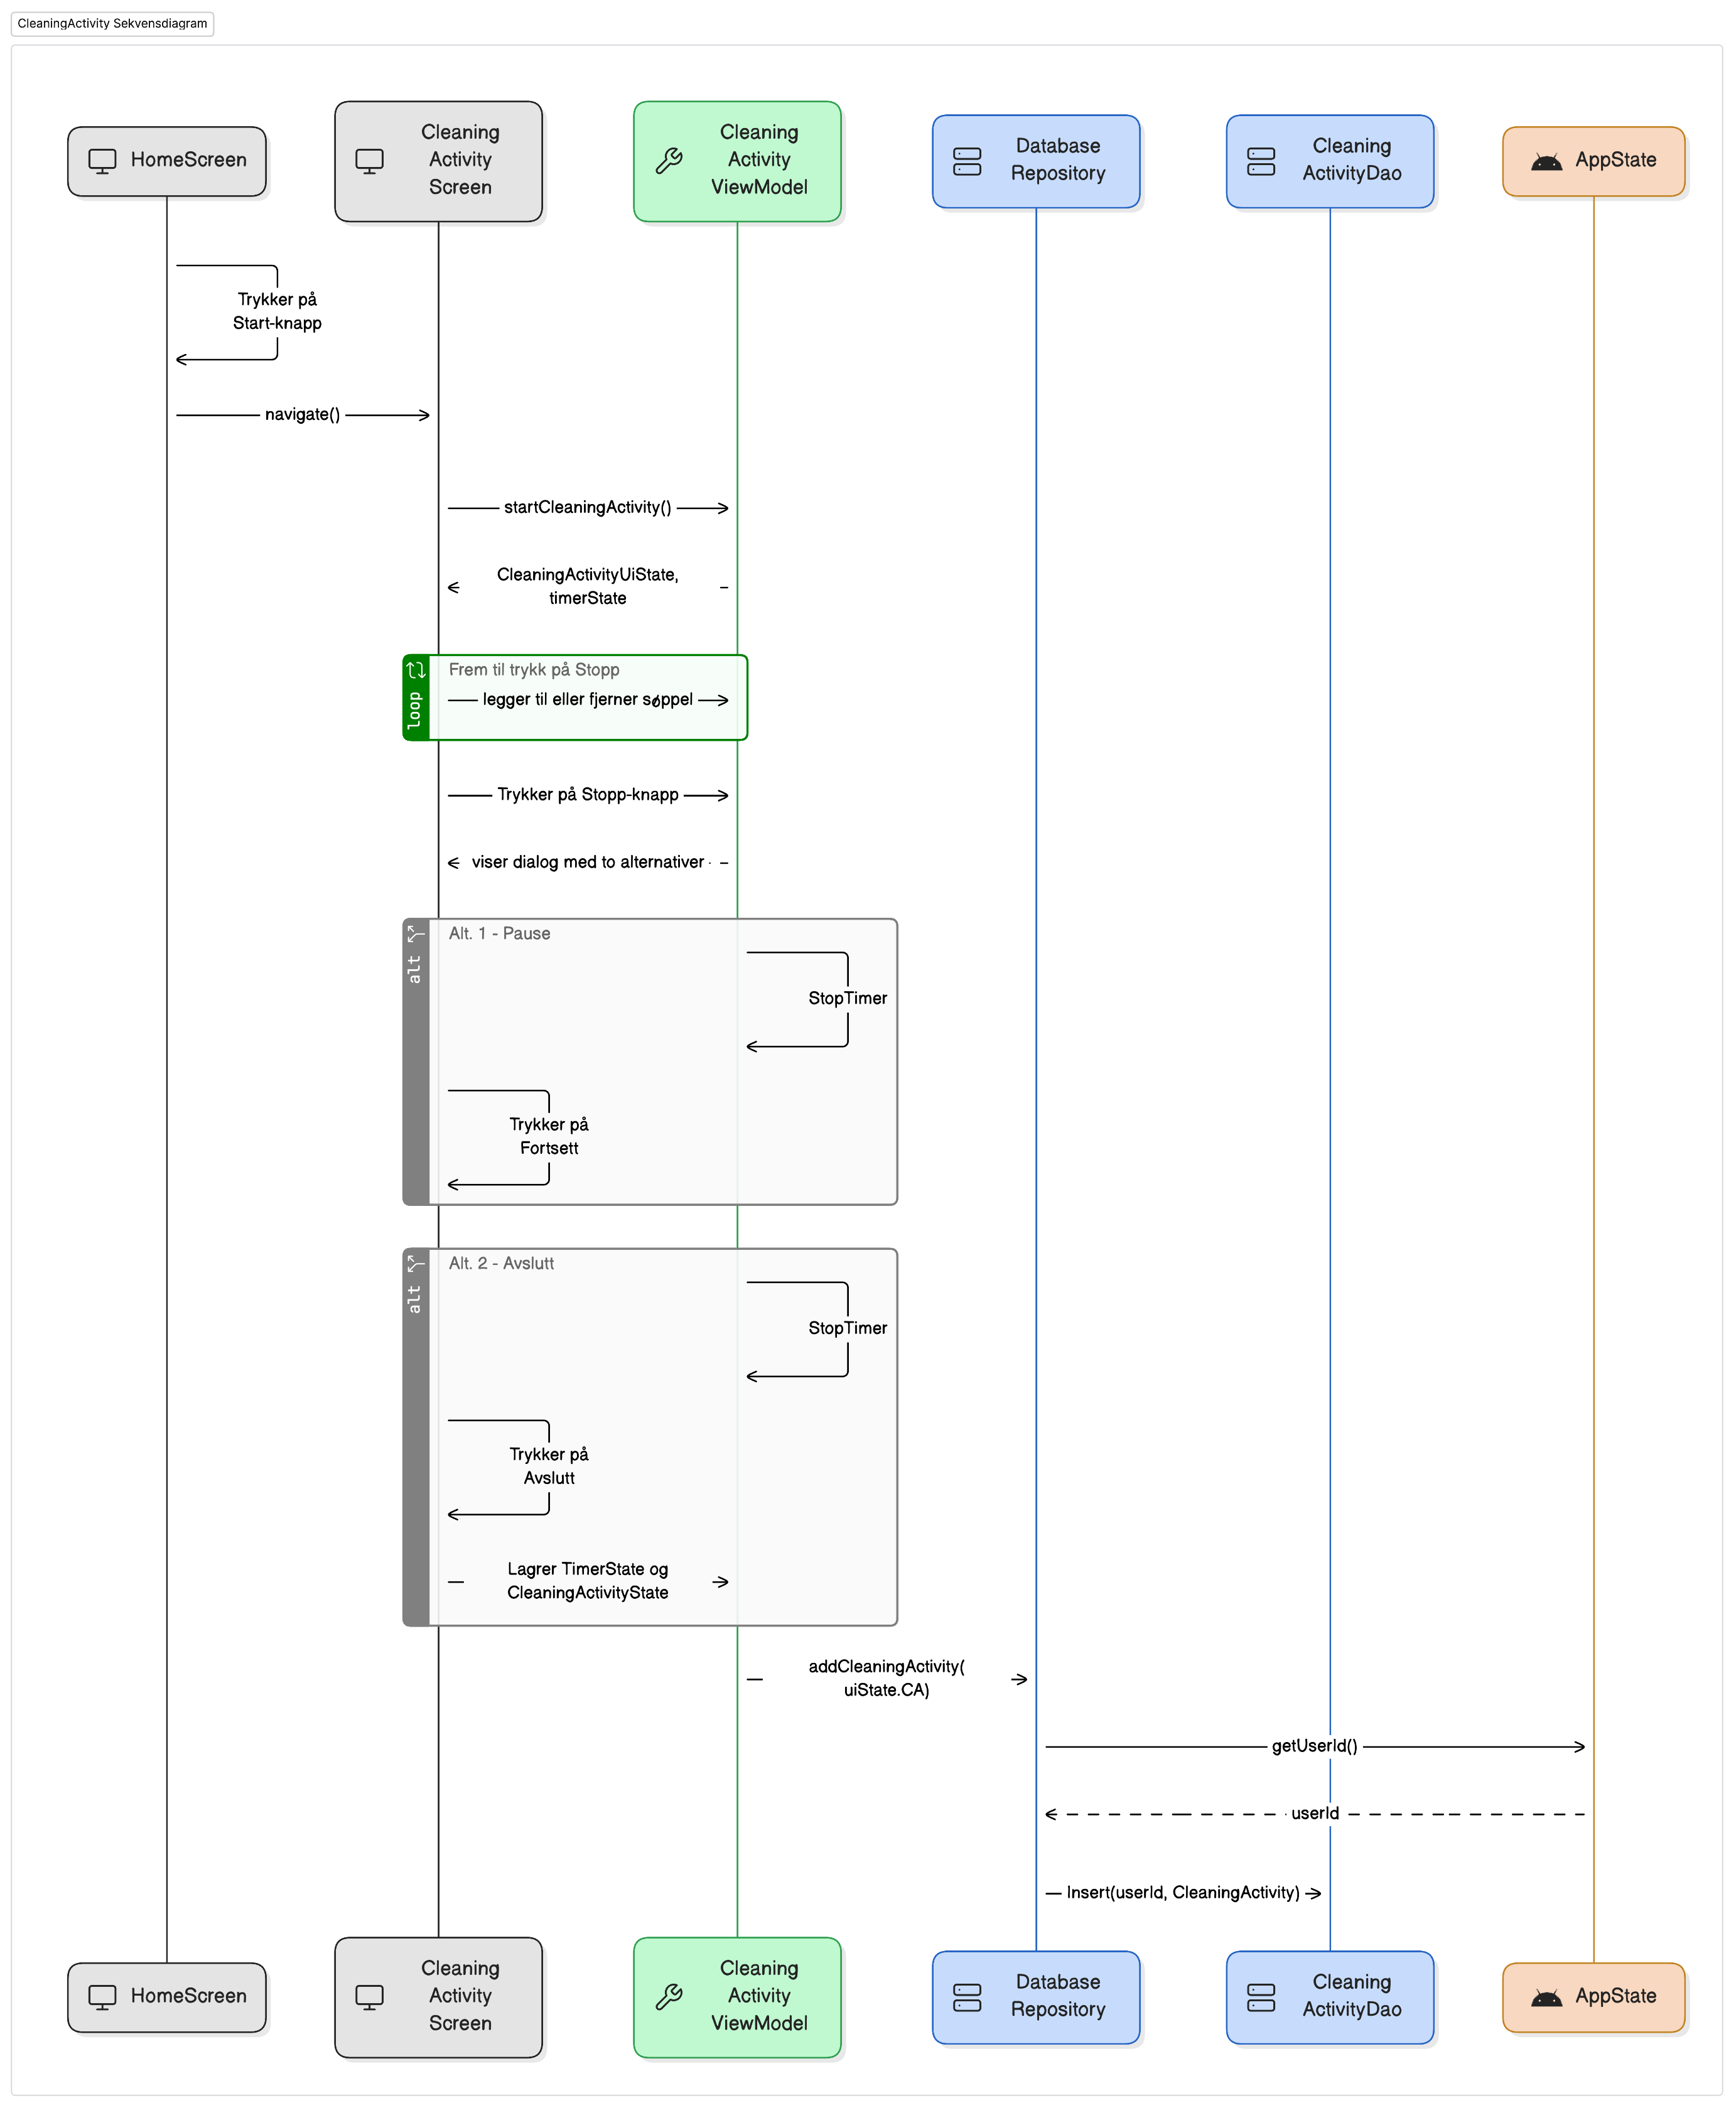 CleaningActivity Sekvensdiagram
HomeScreen
Cleaning
Activity
Screen
Cleaning
Activity
ViewModel
Database
Repository
Cleaning
ActivityDao
AppState
Trykker på
Start-knapp
navigate()
startCleaningActivity()
CleaningActivityUiState,
timerState
loop
Frem til trykk på Stopp
legger til eller fjerner søppel
Trykker på Stopp-knapp
viser dialog med to alternativer
alt
Alt. 1 - Pause
StopTimer
Trykker på
Fortsett
alt
Alt. 2 - Avslutt
StopTimer
Trykker på
Avslutt
Lagrer TimerState og
CleaningActivityState
addCleaningActivity(
uiState.CA)
getUserId()
userId
Insert(userId, CleaningActivity)
HomeScreen
Cleaning
Activity
Screen
Cleaning
Activity
ViewModel
Database
Repository
Cleaning
ActivityDao
AppState